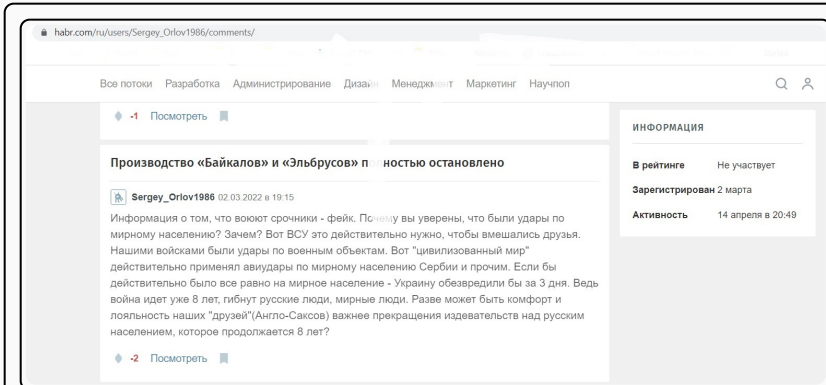 habr.com/ru/users/Sergey_Orlov1986/comments/
Все потоки Разработка Администрирование Дизайн Менеджмент Маркетинг Научпоп
-1 Посмотреть
Производство «Байкалов» и «Эльбрусов» полностью остановлено
Sergey_Orlov1986 02.03.2022 в 19:15
Информация о том, что воюют срочники - фейк. Почему вы уверены, что были удары по
мирному населению? Зачем? Вот ВСУ это действительно нужно, чтобы вмешались друзья.
Нашими войсками были удары по военным объектам. Вот "цивилизованный мир"
действительно применял авиудары по мирному населению Сербии и прочим. Если бы
действительно было все равно на мирное население - Украину обезвредили бы за 3 дня. Ведь
война идет уже 8 лет, гибнут русские люди, мирные люди. Разве может быть комфорт и
лояльность наших "друзей"(Англо-Саксов) важнее прекращения издевательств над русским
населением, которое продолжается 8 лет?
-2 Посмотреть
ИНФОРМАЦИЯ
В рейтинге Не участвует
Зарегистрирован 2 марта
Активность 14 апреля в 20:49